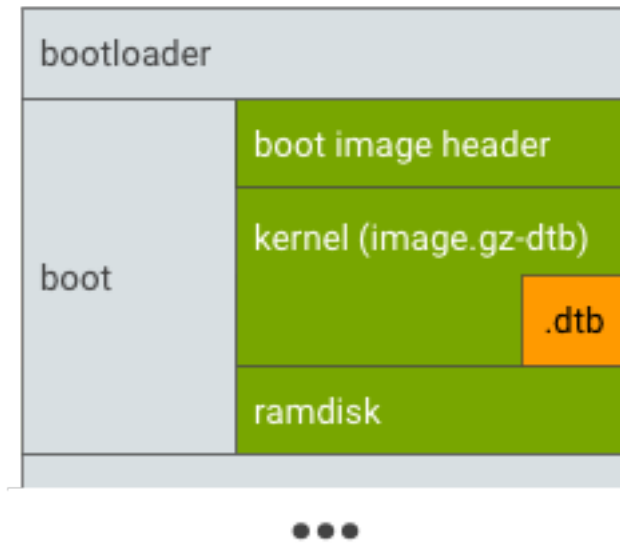 bootloader
boot image header
kernel (image.gz-dtb)
boot
.dtb
ramdisk